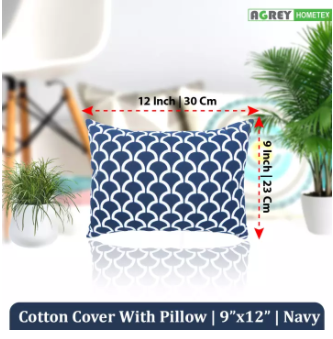 AGREY HOMETEX
12 Inch | 30 Cm
9 Inch | 23 Cm
Cotton Cover With Pillow | 9”x12” | Navy